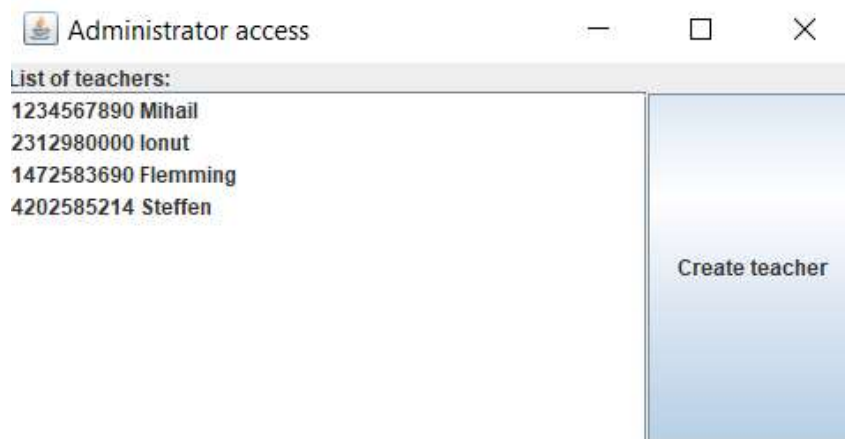 Administrator access
List of teachers:
1234567890 Mihail
2312980000 Ionut
1472583690 Flemming
4202585214 Steffen
Create teacher